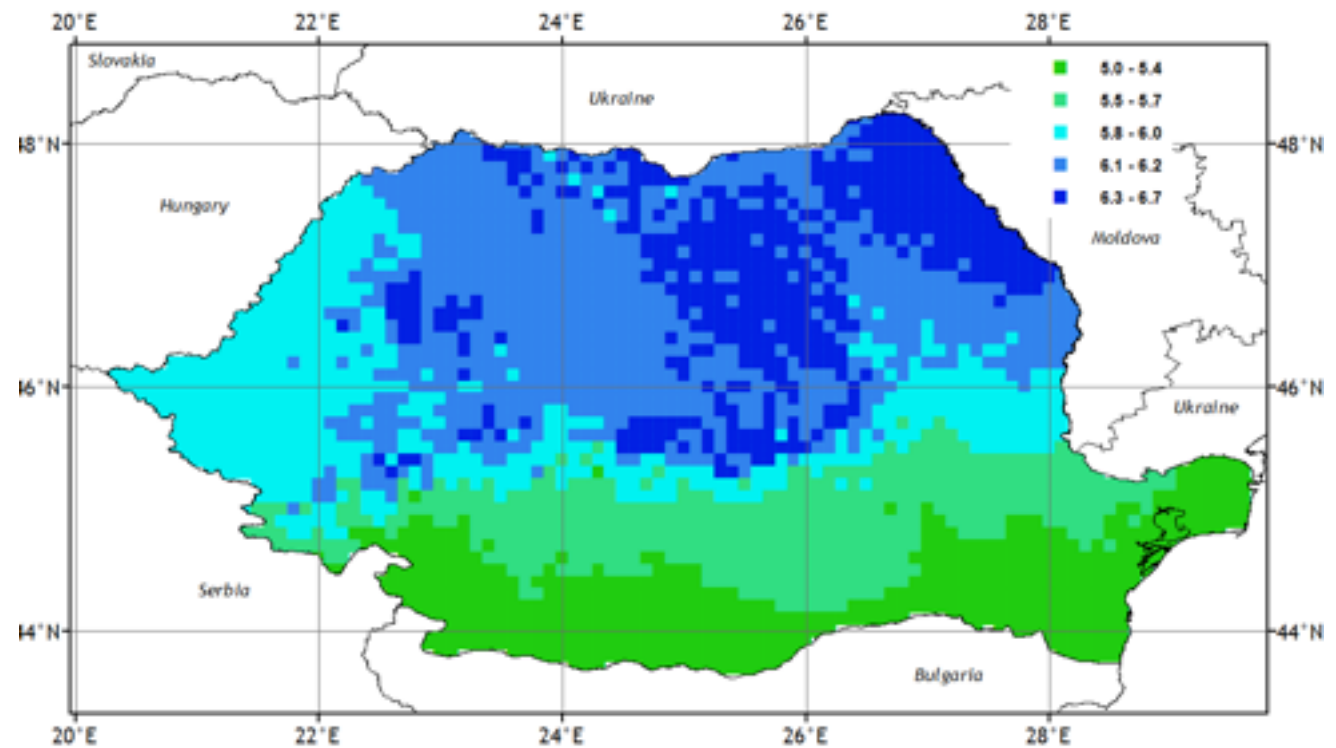 20°E 22°E 24°E 26°E 28°E
Slovakia
Ukraine
5.0 - 5.4
5.5 - 5.7
5.8 - 6.0
6.1 - 6.2
6.3 - 6.7
48°N 48°N
Hungary
Moldova
46°N 46°N
Ukraine
Serbia
44°N 44°N
Bulgaria
20°E 22°E 24°E 26°E 28°E